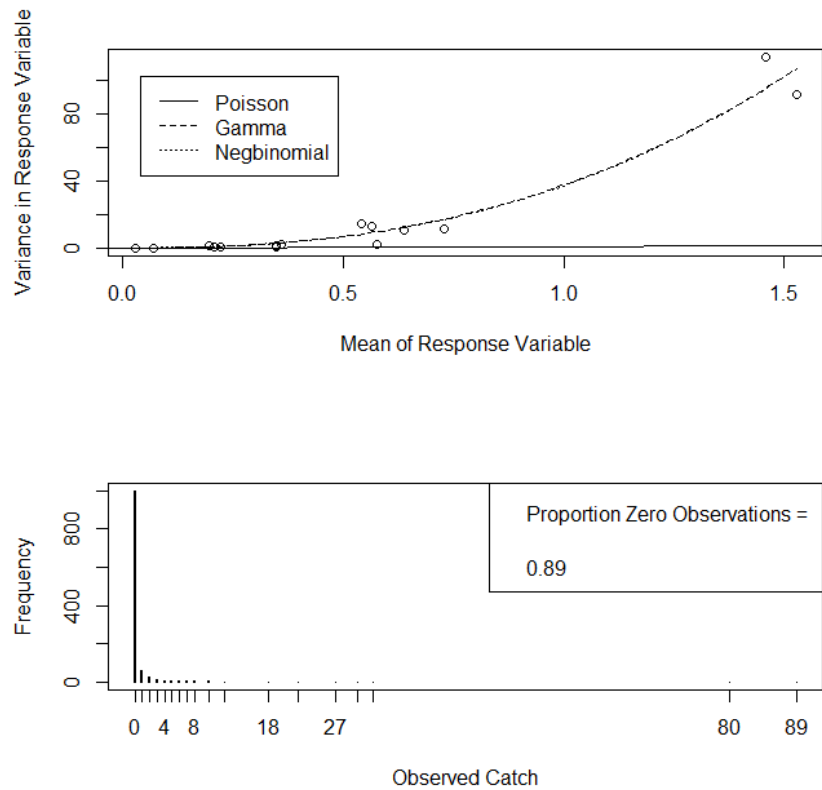 Variance in Response Variable
80
40
0
Poisson
Gamma
Negbinomial
0.0 0.5 1.0 1.5
Mean of Response Variable
Frequency
800
400
0
Proportion Zero Observations =
0.89
0 4 8 18 27 80 89
Observed Catch